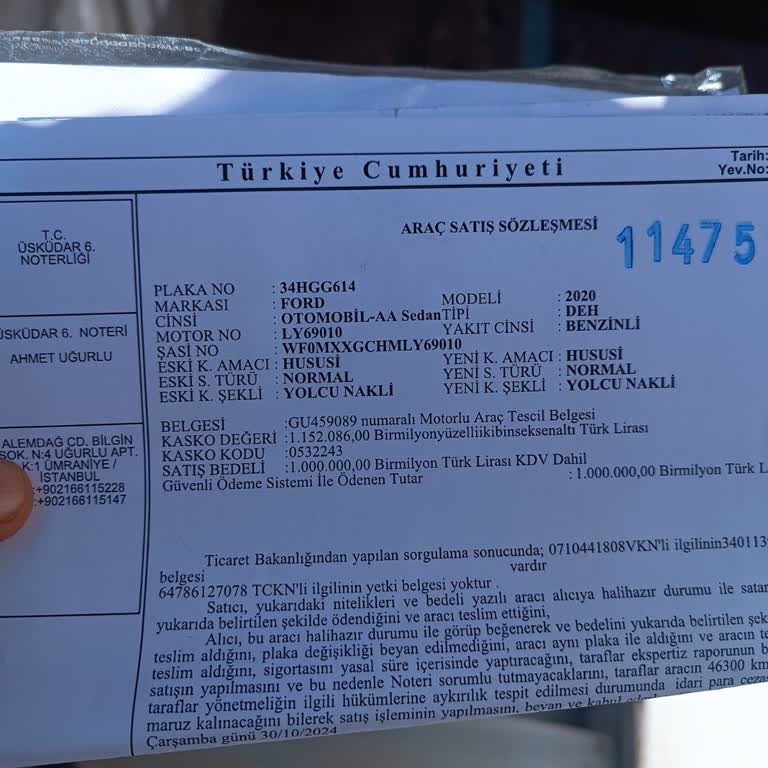 Türkiye Cumhuriyeti
Tarih:
Yev.No:
T.C.
ÜSKÜDAR 6.
NOTERLİĞİ
ÜSKÜDAR 6. NOTERİ
AHMET UĞURLU
ALEMDAĞ CD. BİLGİN
SOK. N:4 UĞURLU APT.
K:1 ÜMRANİYE /
İSTANBUL
:+902166115228
:+902166115147
ARAÇ SATIŞ SÖZLEŞMESİ
11475
PLAKA NO : 34HGG614
MARKASI : FORD MODELİ : 2020
CİNSİ : OTOMOBİL-AA Sedan TİPİ : DEH
MOTOR NO : LY69010 YAKIT CİNSİ : BENZİNLİ
ŞASİ NO : WF0MXXGCHMLY69010
ESKİ K. AMACI : HUSUSİ YENİ K. AMACI : HUSUSİ
ESKİ S. TÜRÜ : NORMAL YENİ S. TÜRÜ : NORMAL
ESKİ K. ŞEKLİ : YOLCU NAKLİ YENİ K. ŞEKLİ : YOLCU NAKLİ
BELGESİ :GU459089 numaralı Motorlu Araç Tescil Belgesi
KASKO DEĞERİ :1.152.086,00 Birmilyonyüzelliikibinseksenaltı Türk Lirası
KASKO KODU :0532243
SATIŞ BEDELİ :1.000.000,00 Birmilyon Türk Lirası KDV Dahil
Güvenli Ödeme Sistemi İle Ödenen Tutar : 1.000.000,00 Birmilyon Türk L
Ticaret Bakanlığından yapılan sorgulama sonucunda; 0710441808VKN'li ilgilinin
belgesi vardır
64786127078 TCKN'li ilgilinin yetki belgesi yoktur .
Satıcı, yukarıdaki nitelikleri ve bedeli yazılı aracı alıcıya halihazır durumu ile satar
yukarıda belirtilen şekilde ödendiğini ve aracı teslim ettiğini,
Alıcı, bu aracı halihazır durumu ile görüp beğenerek ve bedelini yukarıda belirtilen şek
teslim aldığını, plaka değişikliği beyan edilmediğini, aracı aynı plaka ile aldığını ve aracın te
teslim aldığını, sigortasını yasal süre içerisinde yaptıracağını, taraflar ekspertiz raporunun b
satışın yapılmasını ve bu nedenle Noteri sorumlu tutmayacaklarını, taraflar aracın 46300 km
taraflar yönetmeliğin ilgili hükümlerine aykırılık tespit edilmesi durumunda idari para ceza
maruz kalınacağını bilerek satış işleminin yapılmasını, beyan ve kabul
Çarşamba günü 30/10/2024